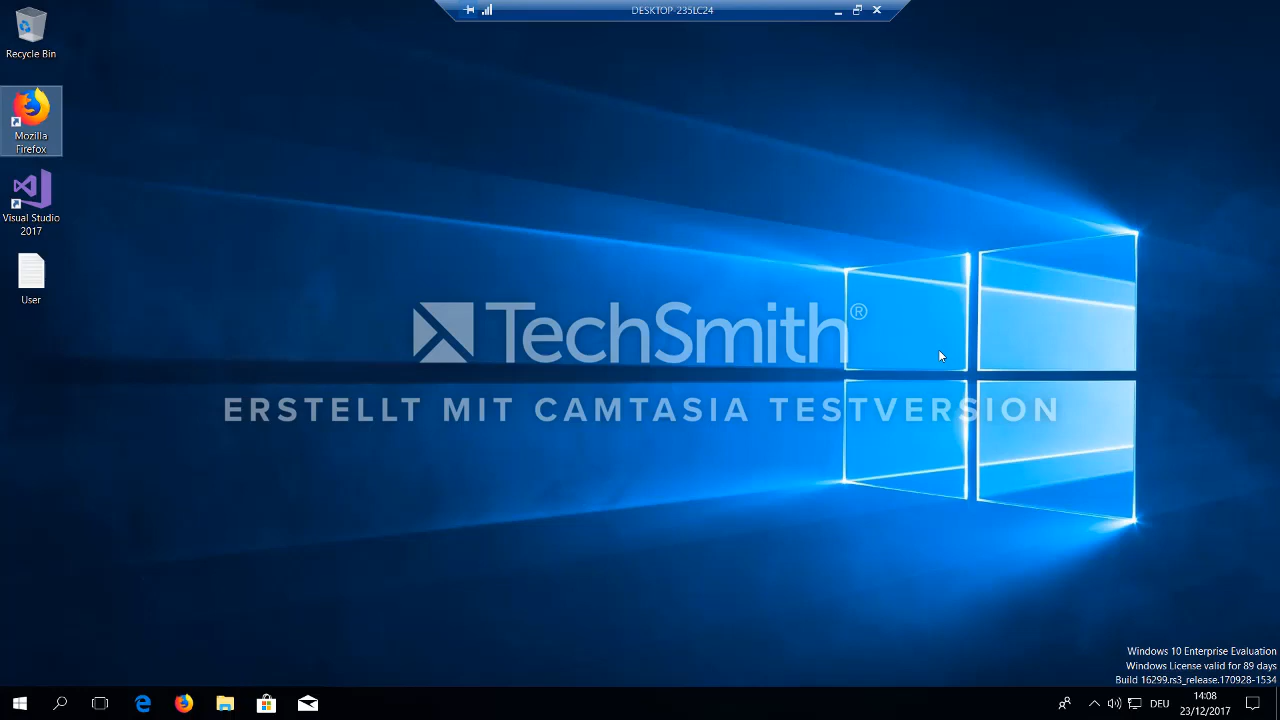 DESKTOP-235LC24
Recycle Bin
Mozilla
Firefox
Visual Studio
2017
User
TechSmith®
ERSTELLT MIT CAMTASIA TESTVERSION
Windows 10 Enterprise Evaluation
Windows License valid for 89 days
Build 16299.rs3_release.170928-1534
DEU
14:08
23/12/2017